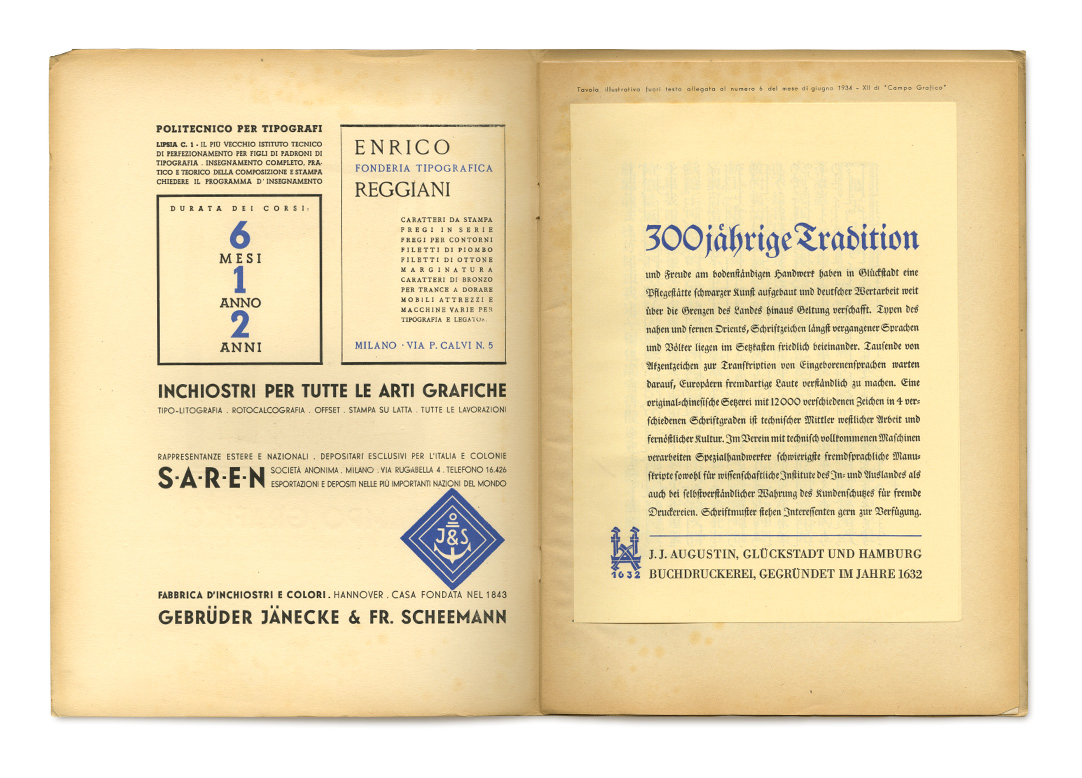 POLITECNICO PER TIPOGRAFI
LIPSIA C. 1 - IL PIÙ VECCHIO ISTITUTO TECNICO
DI PERFEZIONAMENTO PER FIGLI DI PADRONI DI
TIPOGRAFIA . INSEGNAMENTO COMPLETO, PRA-
TICO E TEORICO DELLA COMPOSIZIONE E STAMPA
CHIEDERE IL PROGRAMMA D'INSEGNAMENTO
DURATA DEI CORSI:
6
MESI
1
ANNO
2
ANNI
ENRICO
FONDERIA TIPOGRAFICA
REGGIANI
CARATTERI DA STAMPA
FREGI IN SERIE
FREGI PER CONTORNI
FILETTI DI PIOMBO
FILETTI DI OTTONE
MARGINATURA
CARATTERI DI BRONZO
PER TRANCE A DORARE
MOBILI ATTREZZI E
MACCHINE VARIE PER
TIPOGRAFIA E LEGATOR.
MILANO · VIA P. CALVI N. 5
INCHIOSTRI PER TUTTE LE ARTI GRAFICHE
TIPO-LITOGRAFIA . ROTOCALCOGRAFIA . OFFSET . STAMPA SU LATTA . TUTTE LE LAVORAZIONI
RAPPRESENTANZE ESTERE E NAZIONALI . DEPOSITARI ESCLUSIVI PER L'ITALIA E COLONIE
S·A·R·E·N SOCIETÀ ANONIMA . MILANO . VIA RUGABELLA 4 . TELEFONO 16.426
ESPORTAZIONI E DEPOSITI NELLE PIÙ IMPORTANTI NAZIONI DEL MONDO
J&S
FABBRICA D'INCHIOSTRI E COLORI . HANNOVER . CASA FONDATA NEL 1843
GEBRÜDER JÄNECKE & FR. SCHEEMANN
Tavola illustrativa fuori testo allegata al numero 6 del mese di giugno 1934 - XII di "Campo Grafico"
300jährige Tradition
und Freude am bodenständigen Handwerk haben in Glückstadt eine
Pflegestätte schwarzer Kunst aufgebaut und deutscher Wertarbeit weit
über die Grenzen des Landes hinaus Geltung verschafft. Typen des
nahen und fernen Orients, Schriftzeichen längst vergangener Sprachen
und Völker liegen im Setzkasten friedlich beieinander. Tausende von
Akzentzeichen zur Transkription von Eingeborenensprachen warten
darauf, Europäern fremdartige Laute verständlich zu machen. Eine
original-chinesische Setzerei mit 12000 verschiedenen Zeichen in 4 ver-
schiedenen Schriftgraden ist technischer Mittler westlicher Arbeit und
fernöstlicher Kultur. Im Verein mit technisch vollkommenen Maschinen
verarbeiten Spezialhandwerker schwierigste fremdsprachliche Manu-
skripte sowohl für wissenschaftliche Institute des In- und Auslandes als
auch bei selbstverständlicher Wahrung des Kundenschutzes für fremde
Druckereien. Schriftmuster stehen Interessenten gern zur Verfügung.
1632
J. J. AUGUSTIN, GLÜCKSTADT UND HAMBURG
BUCHDRUCKEREI, GEGRÜNDET IM JAHRE 1632